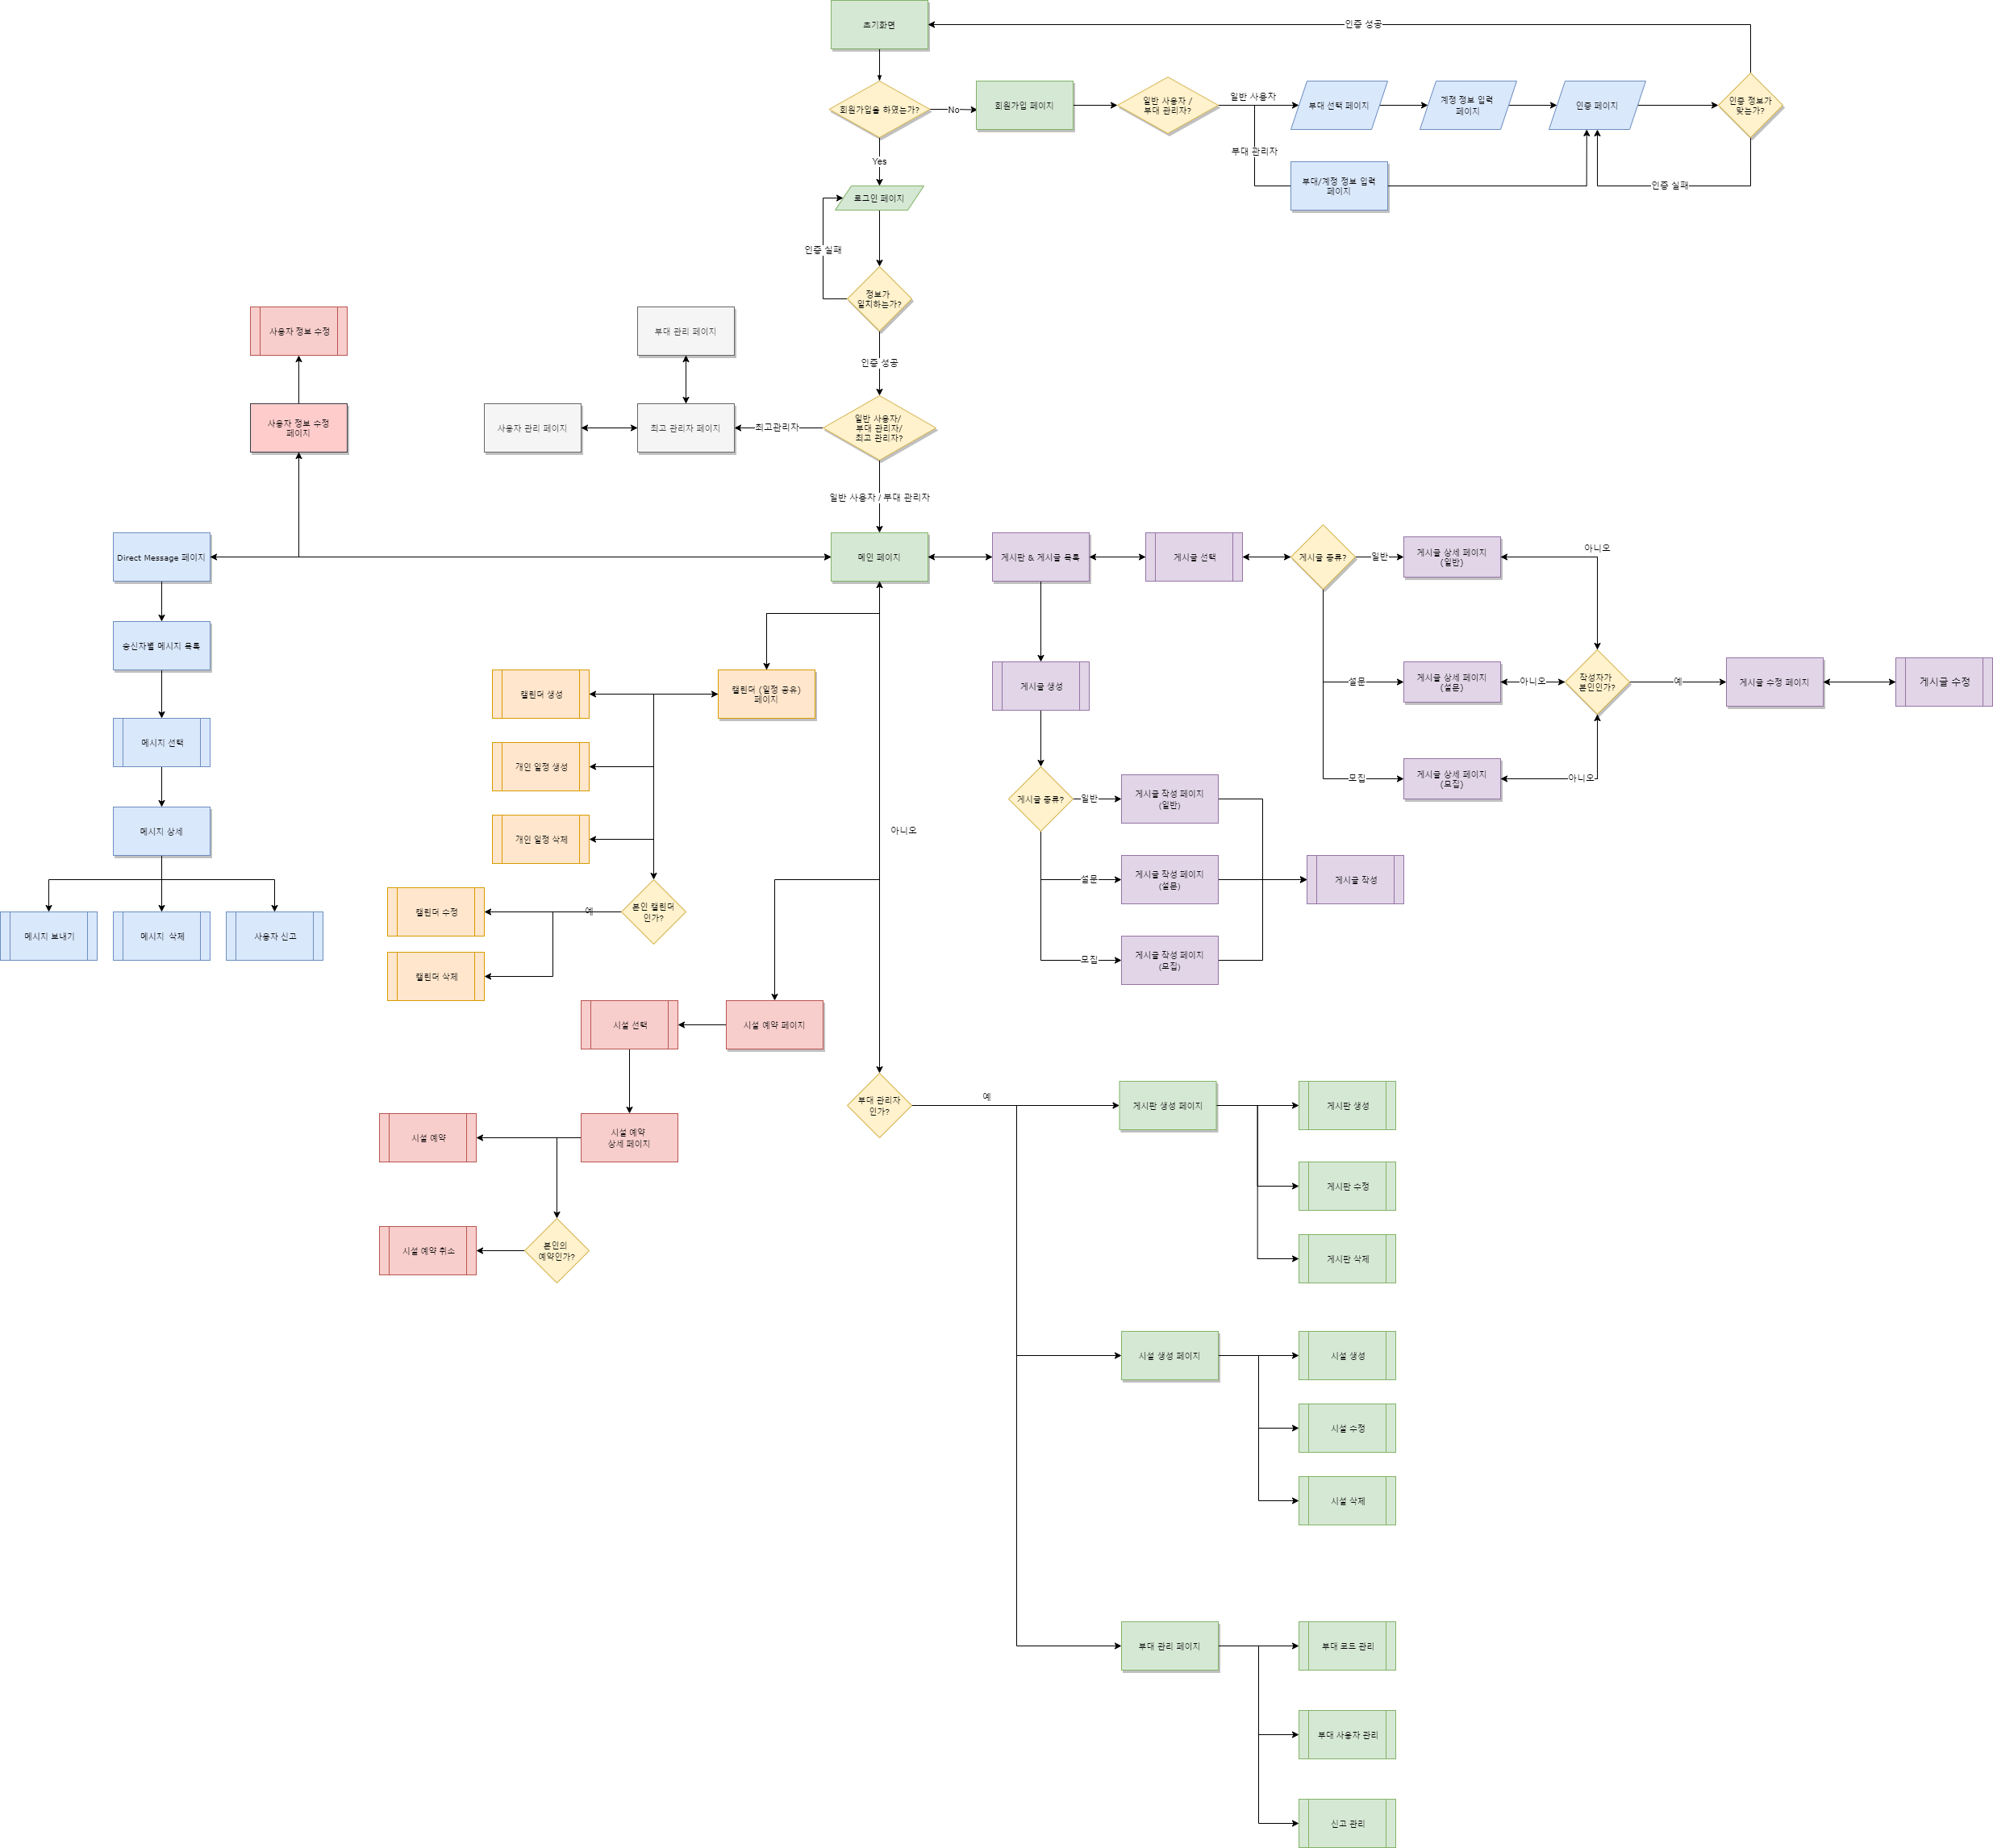 초기화면
인증 성공
회원가입을 하였는가?
No
회원가입 페이지
일반 사용자 /
부대 관리자?
일반 사용자
부대 선택 페이지
계정 정보 입력
페이지
인증 페이지
인증 정보가
맞는가?
부대 관리자
부대/계정 정보 입력
페이지
인증 실패
Yes
로그인 페이지
인증 실패
정보가
일치하는가?
인증 성공
사용자 정보 수정
부대 관리 페이지
사용자 정보 수정
페이지
사용자 관리 페이지
최고 관리자 페이지
최고관리자
일반 사용자/
부대 관리자/
최고 관리자?
일반 사용자 / 부대 관리자
Direct Message 페이지
메인 페이지
게시판 & 게시글 목록
게시글 선택
게시글 종류?
일반
게시글 상세 페이지
(일반)
아니오
송신자별 메시지 목록
메시지 선택
메시지 상세
메시지 보내기
메시지 삭제
사용자 신고
캘린더 생성
캘린더 (일정 공유)
페이지
개인 일정 생성
개인 일정 삭제
본인 캘린더
인가?
예
캘린더 수정
캘린더 삭제
아니오
게시글 생성
게시글 종류?
일반
게시글 작성 페이지
(일반)
설문
게시글 작성 페이지
(설문)
모집
게시글 작성 페이지
(모집)
게시글 작성
설문
게시글 상세 페이지
(설문)
아니오
작성자가
본인인가?
예
게시글 수정 페이지
게시글 수정
모집
게시글 상세 페이지
(모집)
아니오
시설 선택
시설 예약 페이지
시설 예약
시설 예약
상세 페이지
시설 예약 취소
본인의
예약인가?
부대 관리자
인가?
예
게시판 생성 페이지
게시판 생성
게시판 수정
게시판 삭제
시설 생성 페이지
시설 생성
시설 수정
시설 삭제
부대 관리 페이지
부대 코드 관리
부대 사용자 관리
신고 관리